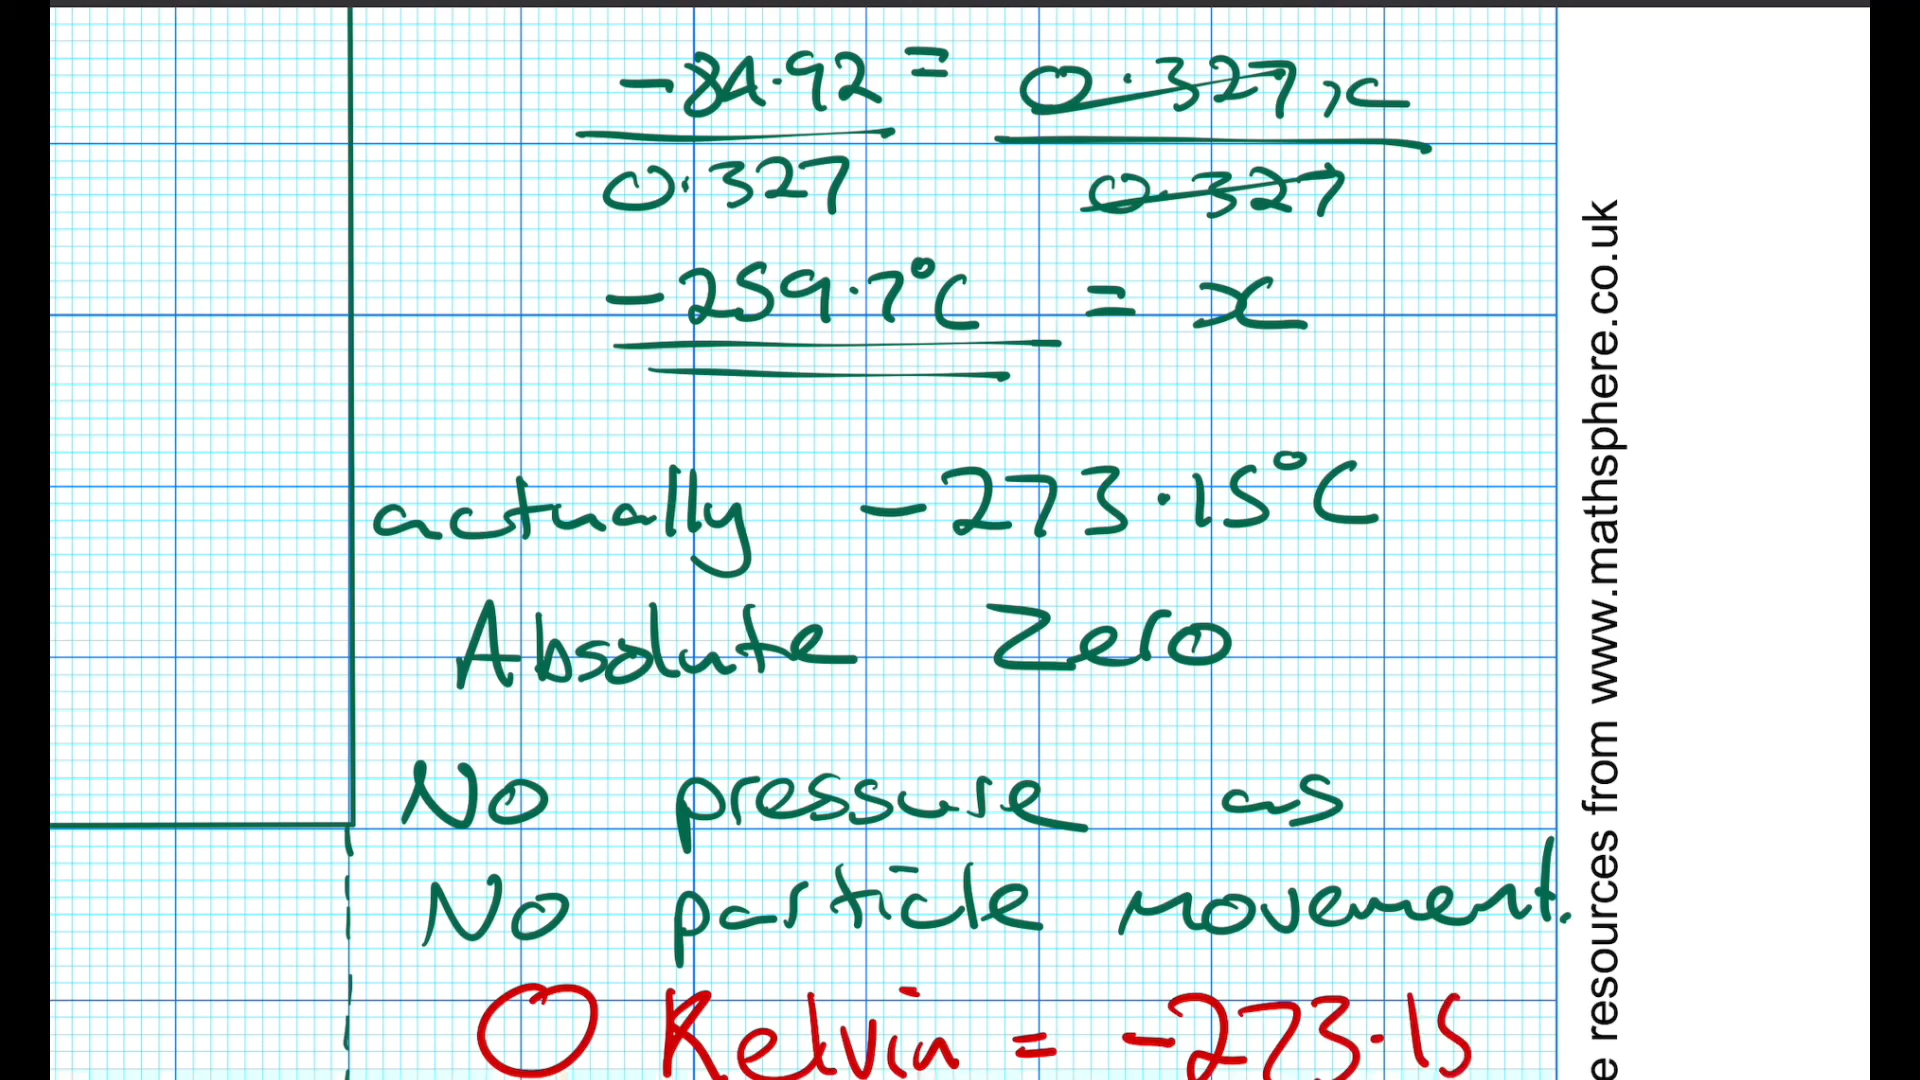 -84.92 = 0.327x
0.327 0.327
-259.7°C = x
actually -273.15°C
Absolute Zero
No pressure as
No particle movement.
0 Kelvin = -273.15
e resources from www.mathsphere.co.uk